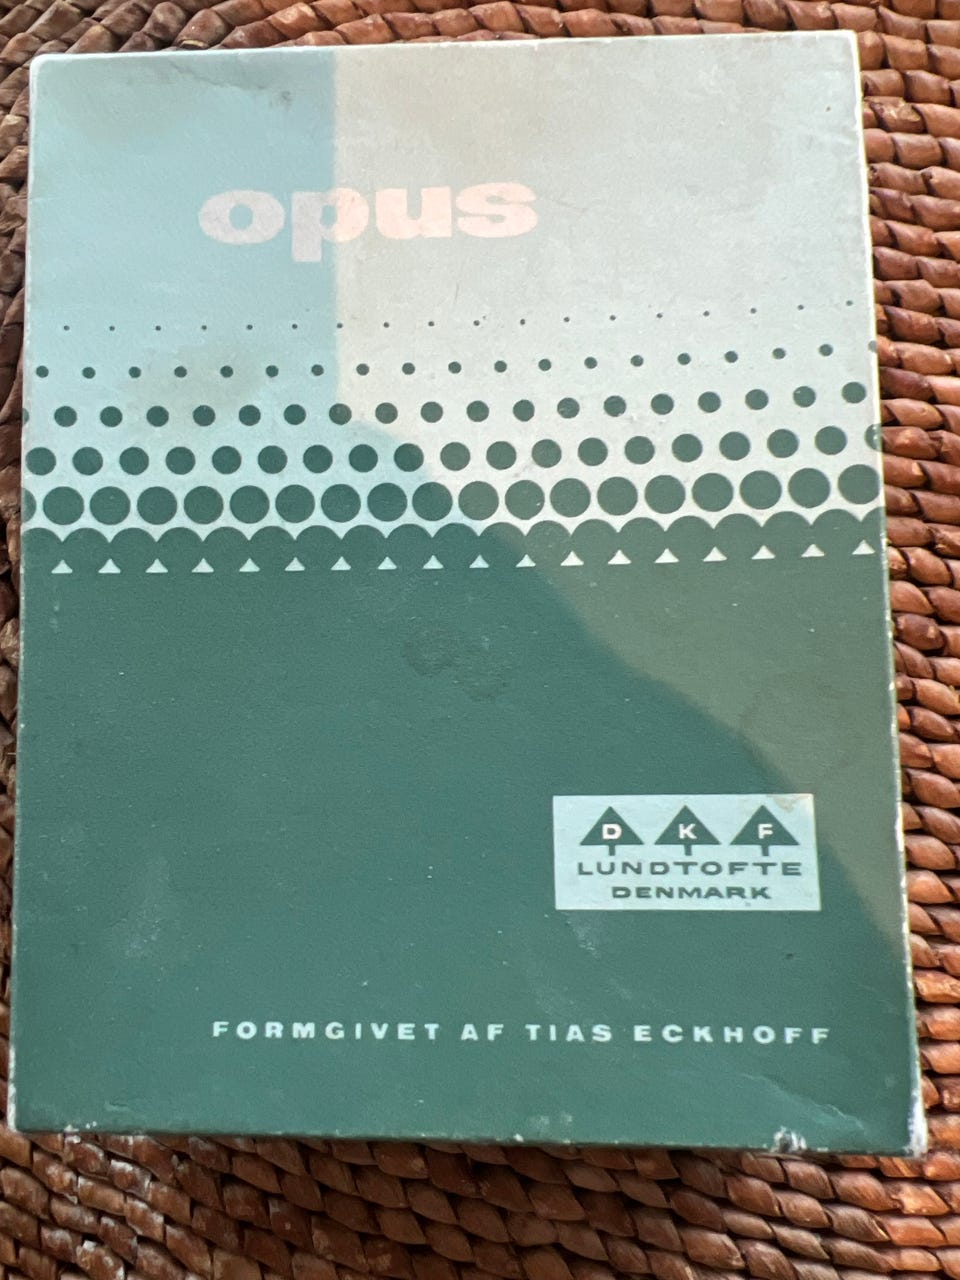 opus
D K F
LUNDTOFTE
DENMARK
FORMGIVET AF TIAS ECKHOFF